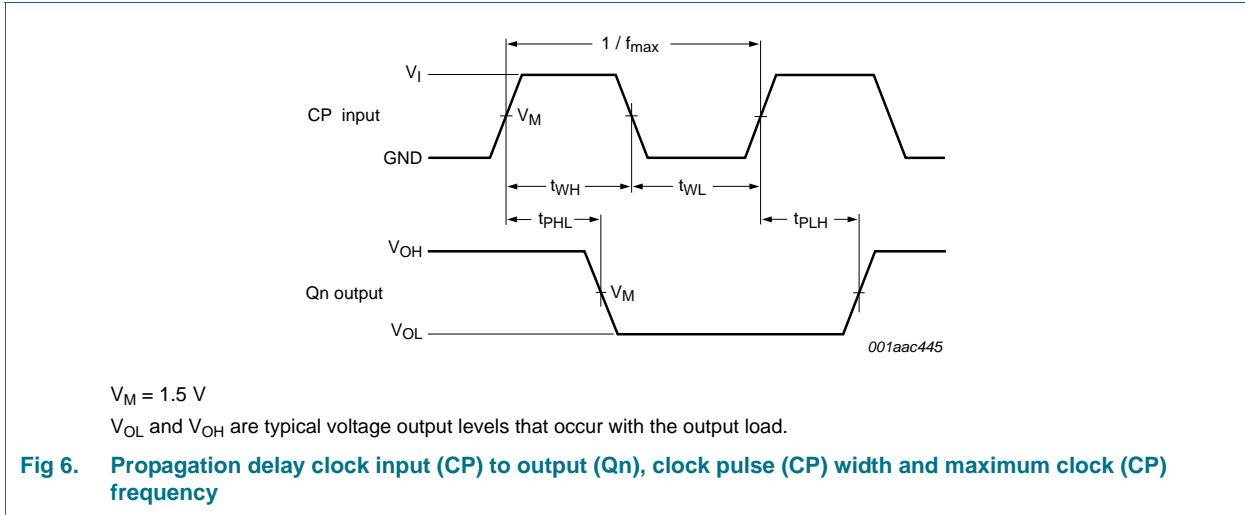 1 / fmax
VI
CP input
VM
GND
tWH
tWL
tPHL
tPLH
VOH
Qn output
VM
VOL
001aac445
VM = 1.5 V
VOL and VOH are typical voltage output levels that occur with the output load.
Fig 6. Propagation delay clock input (CP) to output (Qn), clock pulse (CP) width and maximum clock (CP)
frequency